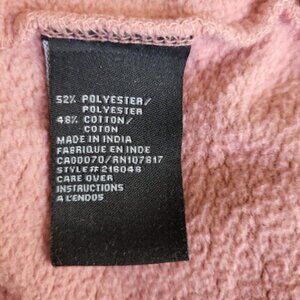 52% POLYESTER/
POLYESTER
48% COTTON/
COTON
MADE IN INDIA
FABRIQUE EN INDE
CA00070/RN107817
STYLE# 216048
CARE OVER
INSTRUCTIONS
A L'ENDOS